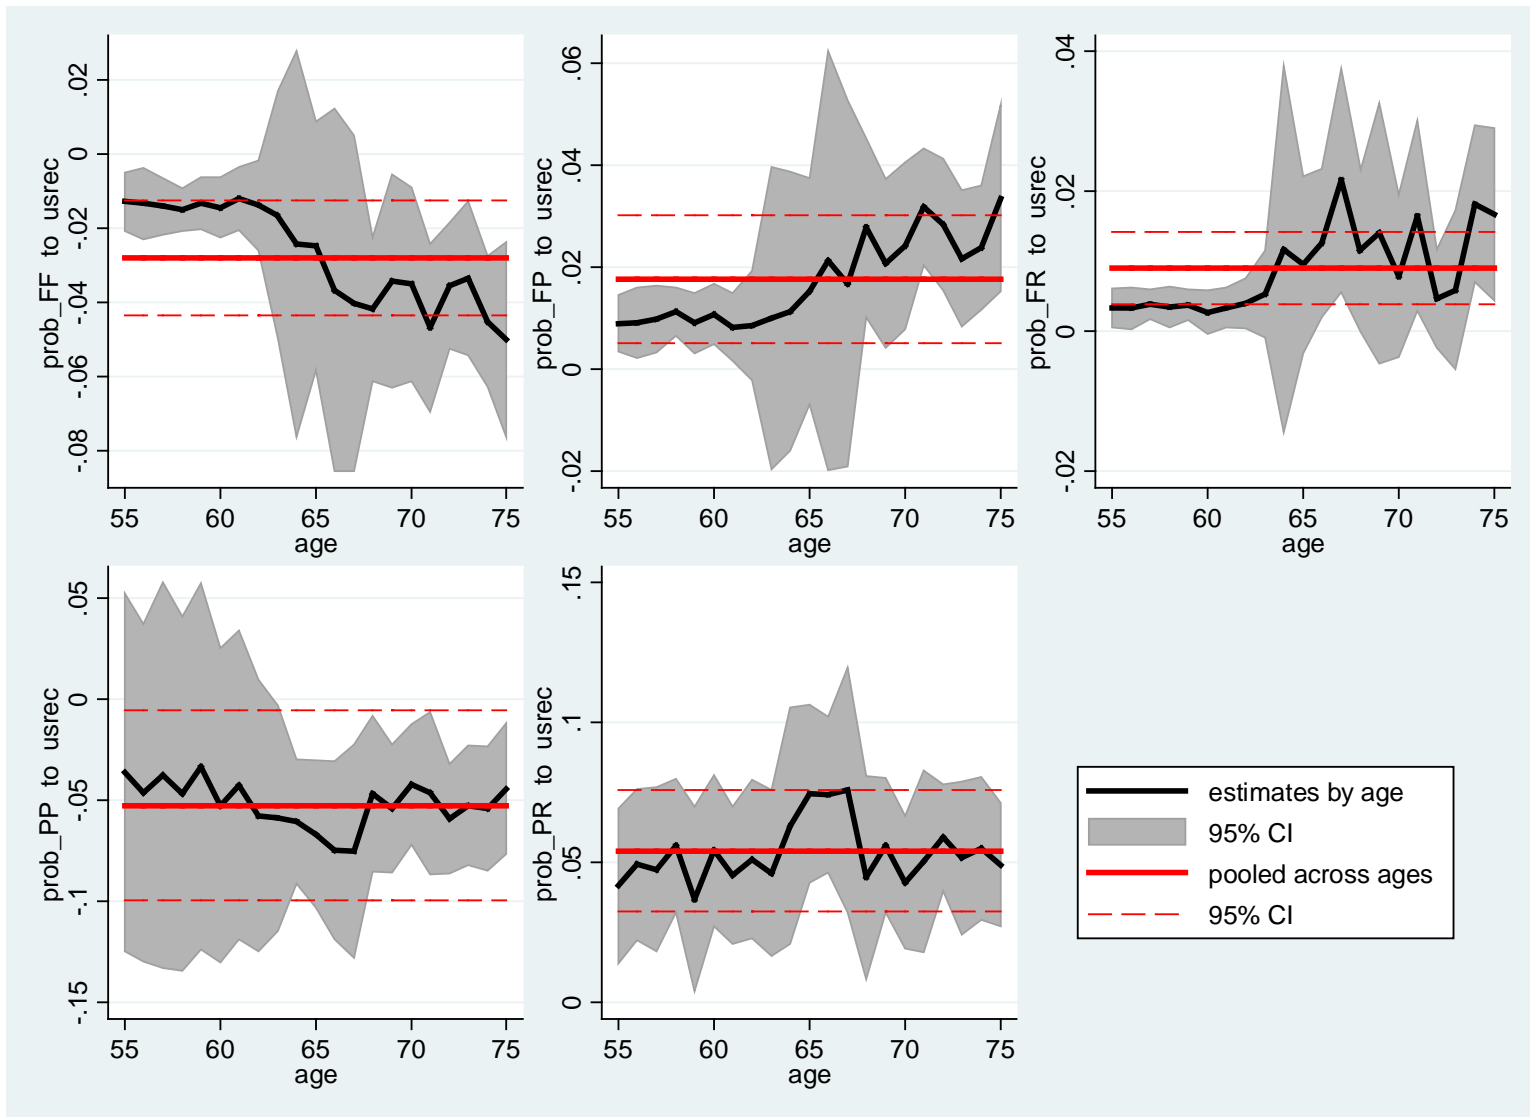 prob_FF to usrec
.02
0
-.02
-.04
-.06
-.08
55 60 65 70 75
age
prob_FP to usrec
.06
.04
.02
0
-.02
55 60 65 70 75
age
prob_FR to usrec
.04
.02
0
-.02
55 60 65 70 75
age
prob_PP to usrec
.05
0
-.05
-.1
-.15
55 60 65 70 75
age
prob_PR to usrec
.15
.1
.05
0
55 60 65 70 75
age
estimates by age
95% CI
pooled across ages
95% CI